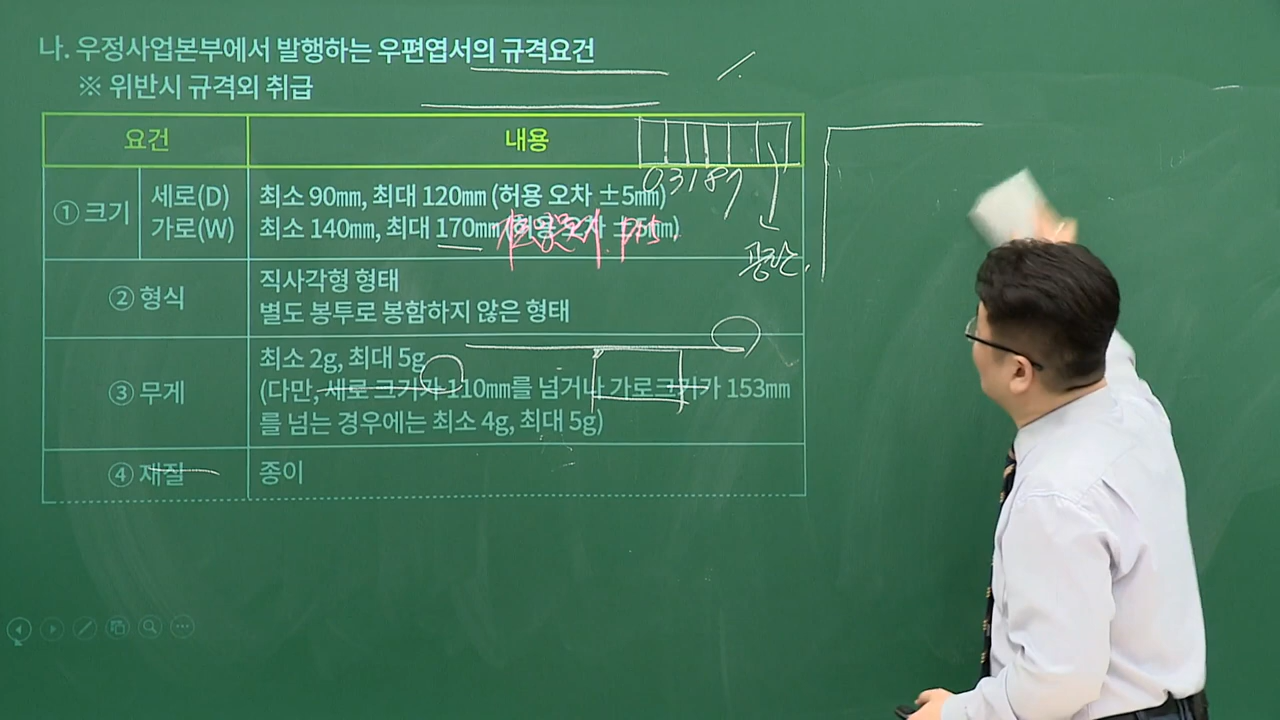 나. 우정사업본부에서 발행하는 우편엽서의 규격요건
※ 위반시 규격외 취급
요건
내용
03187
① 크기
세로(D)
최소 90㎜, 최대 120㎜ (허용 오차 ±5㎜)
가로(W)
최소 140㎜, 최대 170㎜ (허용 오차 ±5㎜)
공란.
② 형식
직사각형 형태
별도 봉투로 봉함하지 않은 형태
③ 무게
최소 2g, 최대 5g
(다만, 세로 크기가 110㎜를 넘거나 가로크기가 153㎜
를 넘는 경우에는 최소 4g, 최대 5g)
④ 재질
종이